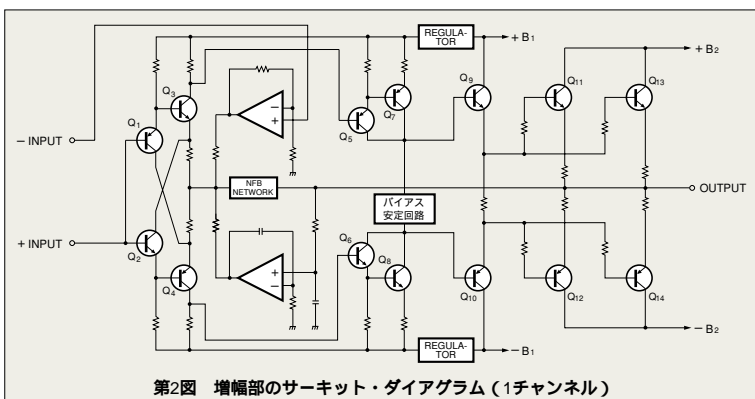 REGULA-
TOR
+ B1
+ B2
Q3
Q9
Q11
Q13
Q7
Q5
Q1
− INPUT
−
+
NFB
NETWORK
バイアス
安定回路
OUTPUT
+ INPUT
Q2
Q4
+
−
Q6
Q8
Q10
Q12
Q14
REGULA-
TOR
− B1
− B2
第2図 増幅部のサーキット・ダイアグラム(1チャンネル)